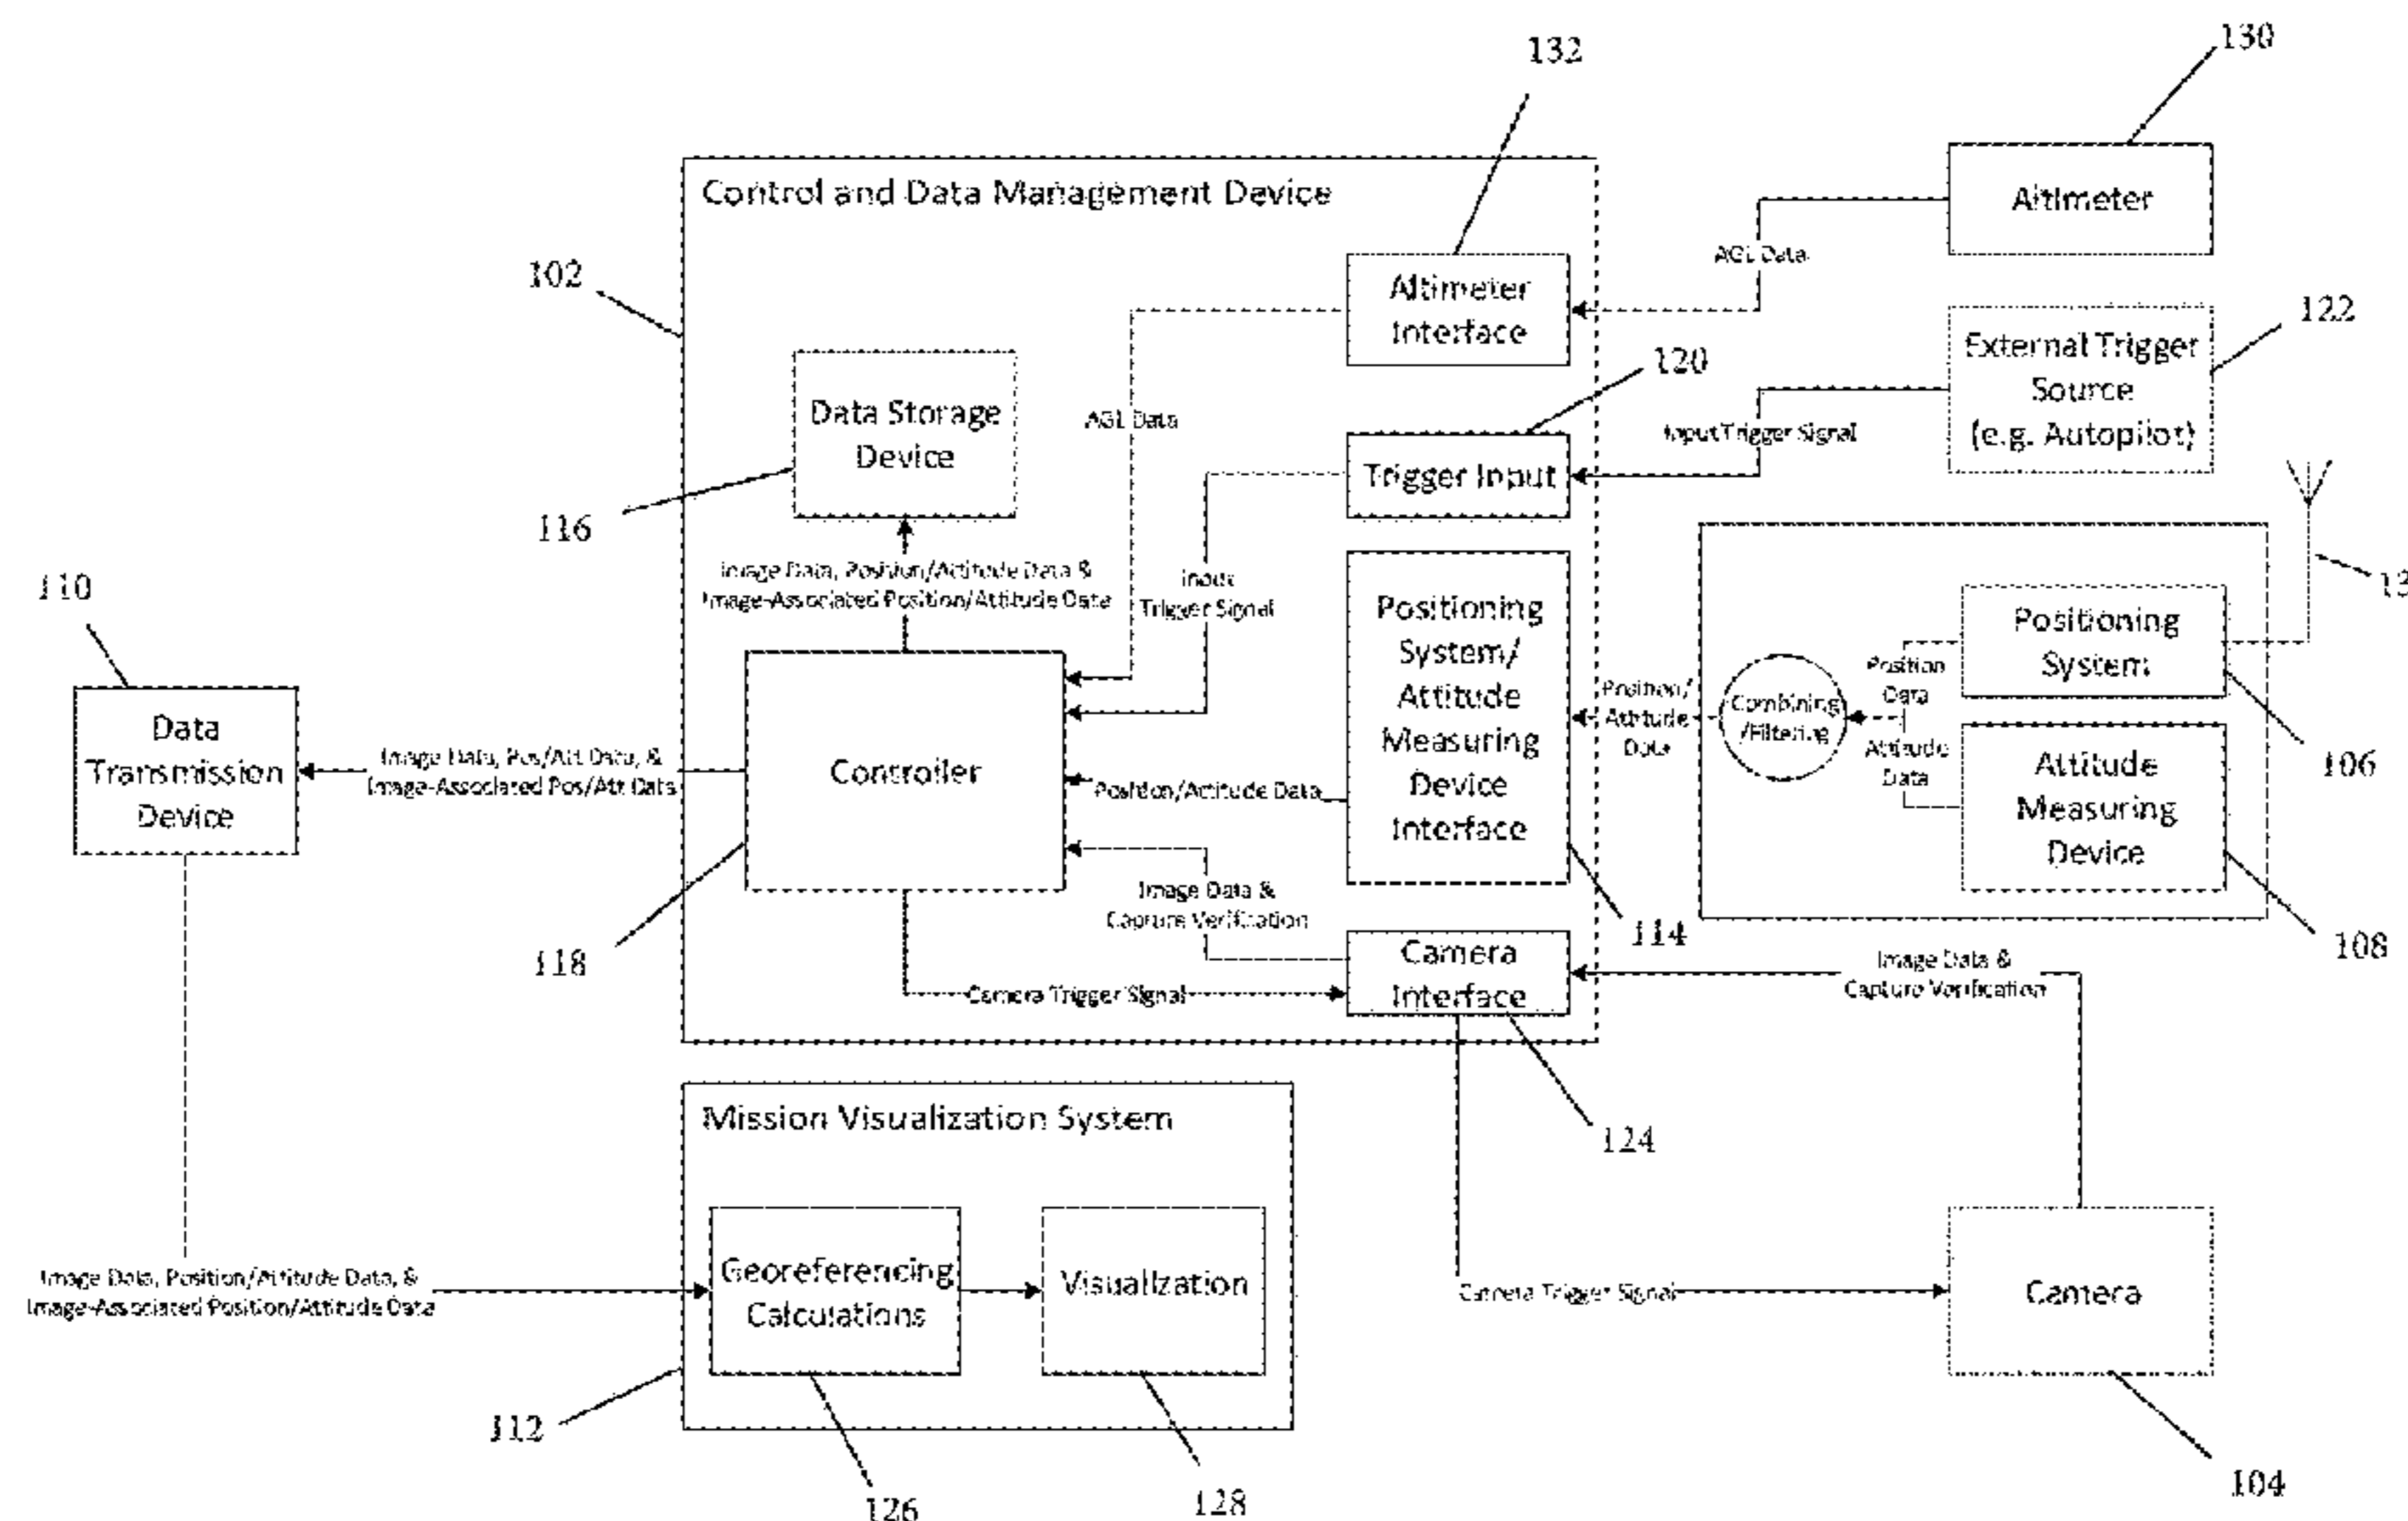 132
130
Control and Data Management Device
Altimeter
AGL Data
102
Altimeter
Interface
122
External Trigger
Source
(e.g. Autopilot)
120
Data Storage
Device
AGL Data
Input Trigger Signal
Trigger Input
116
Image Data, Position/Attitude Data &
Image-Associated Position/Attitude Data
Input
Trigger Signal
110
Positioning
System/
Attitude
Measuring
Device
Interface
Positioning
System
Position
Data
Position/
Attitude
Data
Combining
/Filtering
Attitude
Data
106
Data
Transmission
Device
Image Data, Pos/Att Data, &
Image-Associated Pos/Att Data
Controller
Position/Attitude Data
Attitude
Measuring
Device
Image Data &
Capture Verification
114
108
118
Camera
Interface
Camera Trigger Signal
Image Data &
Capture Verification
Mission Visualization System
124
Image Data, Position/Attitude Data, &
Image-Associated Position/Attitude Data
Georeferencing
Calculations
Visualization
Camera Trigger Signal
Camera
112
126
128
104